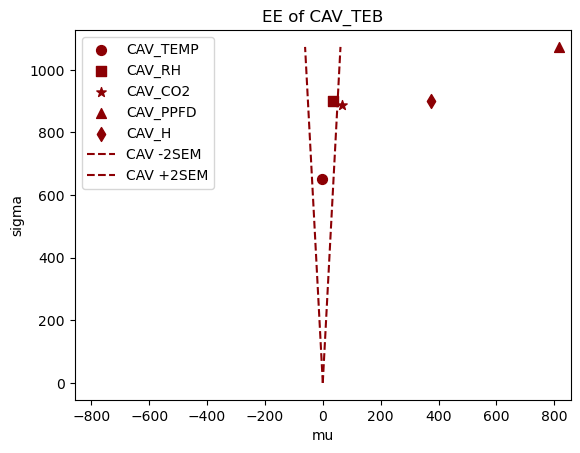 EE of CAV_TEB
CAV_TEMP
CAV_RH
CAV_CO2
CAV_PPFD
CAV_H
CAV -2SEM
CAV +2SEM
1000
800
600
400
200
0
sigma
−800 −600 −400 −200 0 200 400 600 800
mu